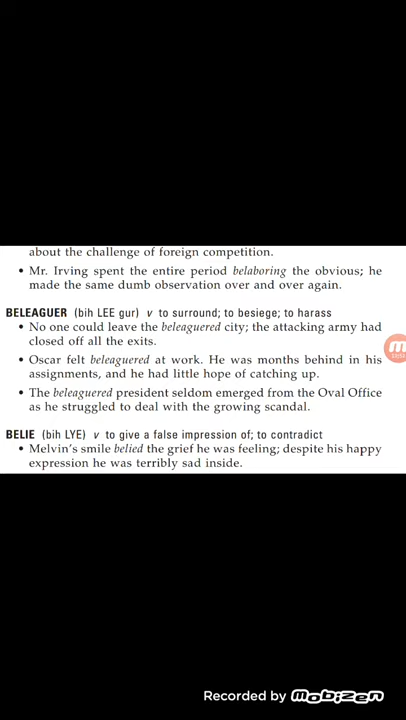 about the challenge of foreign competition.
• Mr. Irving spent the entire period belaboring the obvious; he
made the same dumb observation over and over again.
BELEAGUER (bih LEE gur) v to surround; to besiege; to harass
• No one could leave the beleaguered city; the attacking army had
closed off all the exits.
• Oscar felt beleaguered at work. He was months behind in his
assignments, and he had little hope of catching up.
• The beleaguered president seldom emerged from the Oval Office
as he struggled to deal with the growing scandal.
BELIE (bih LYE) v to give a false impression of; to contradict
• Melvin's smile belied the grief he was feeling; despite his happy
expression he was terribly sad inside.
Recorded by mobizen